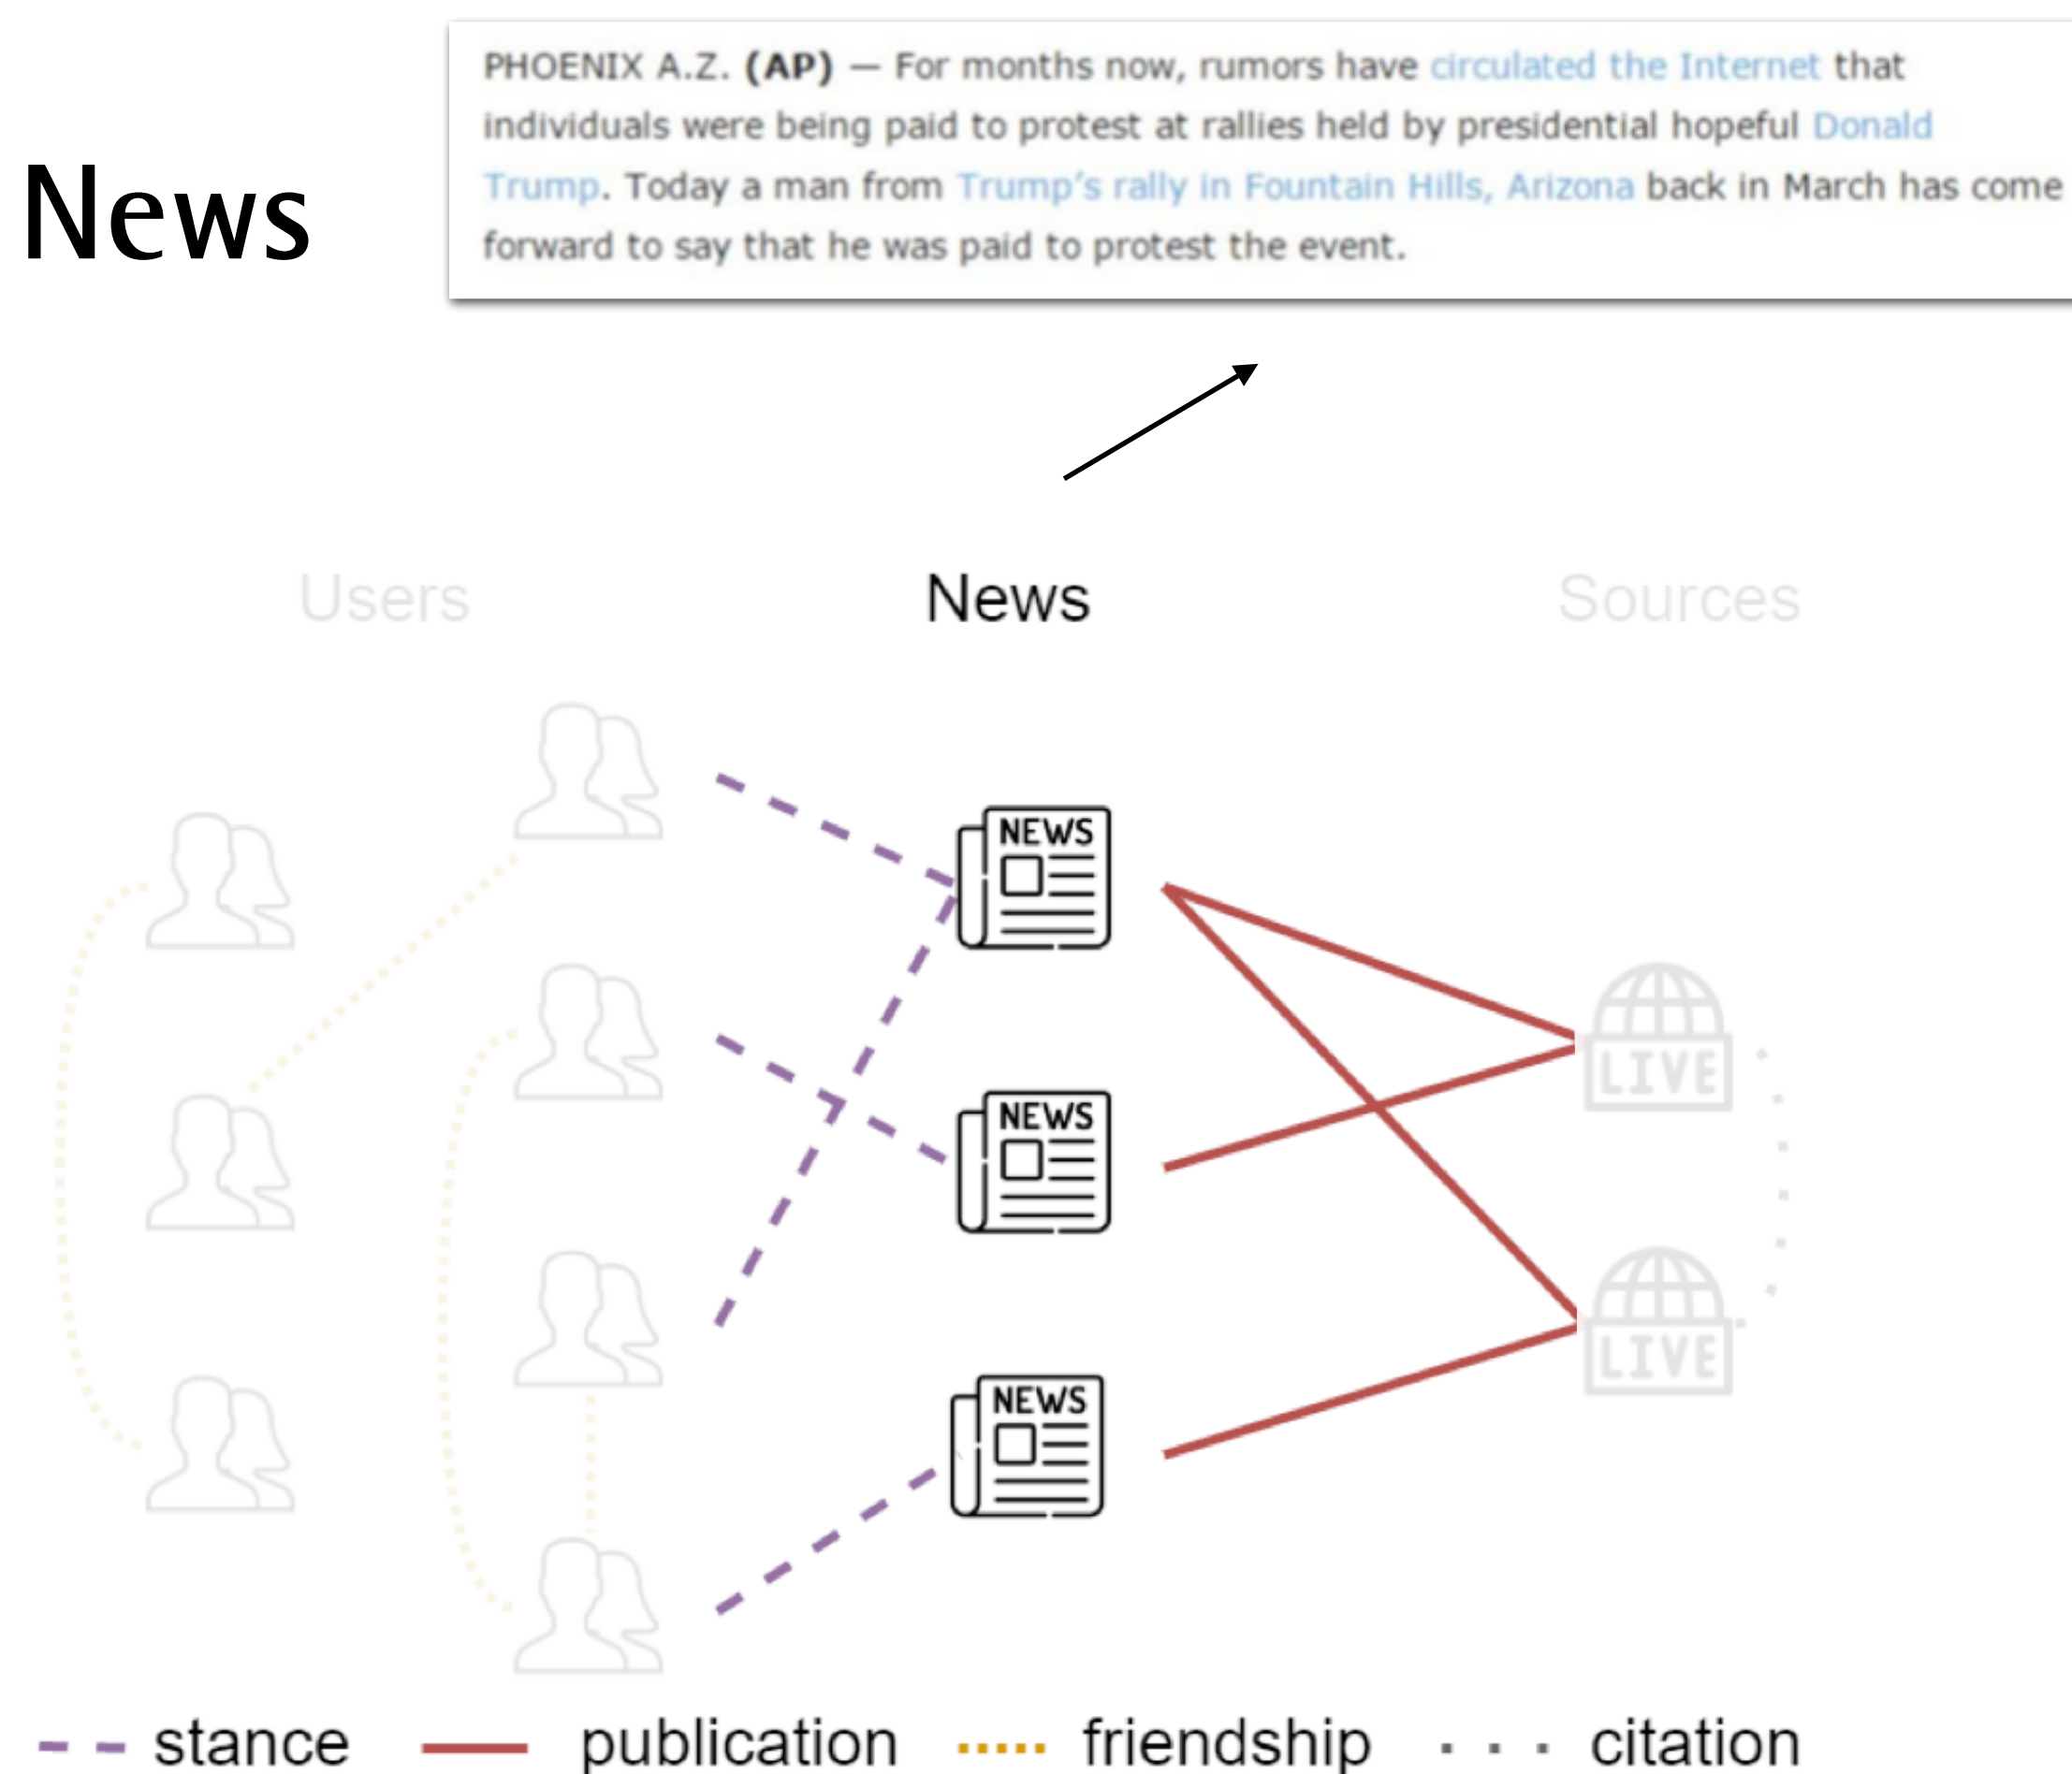 News
PHOENIX A.Z. (AP) — For months now, rumors have circulated the Internet that
individuals were being paid to protest at rallies held by presidential hopeful Donald
Trump. Today a man from Trump’s rally in Fountain Hills, Arizona back in March has come
forward to say that he was paid to protest the event.
Users
News
Sources
NEWS
NEWS
NEWS
LIVE
LIVE
stance
publication
friendship
citation